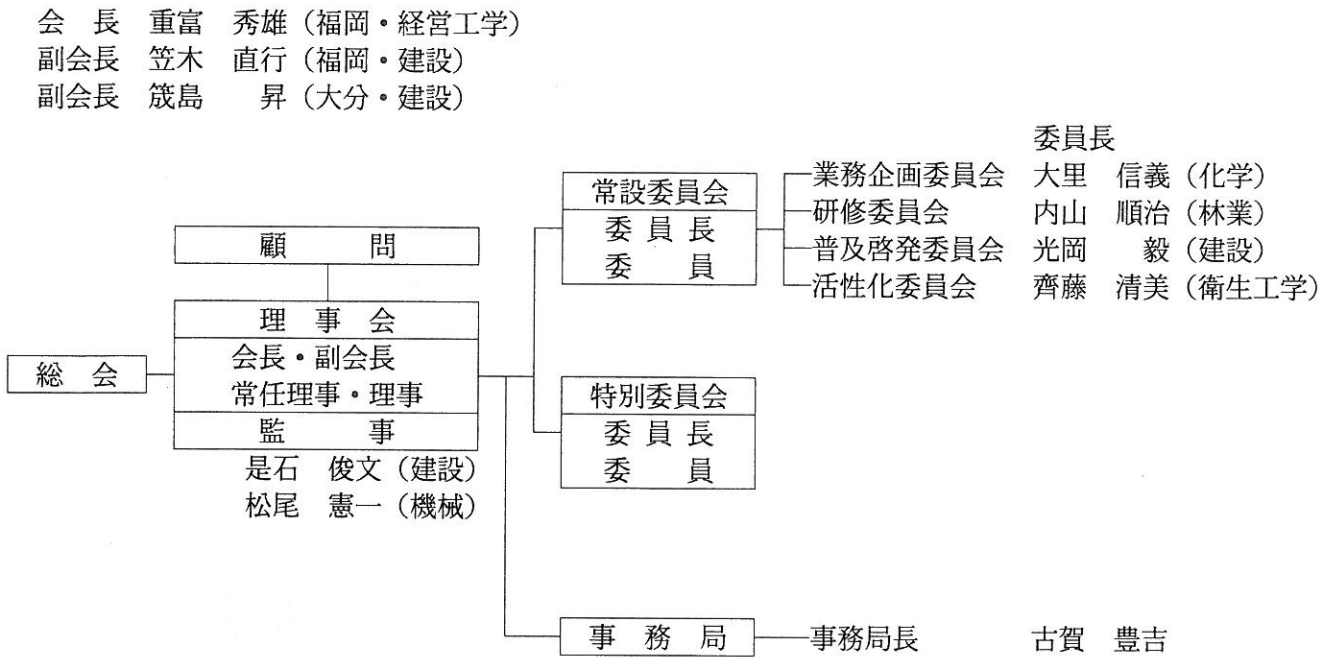 会 長 重富 秀雄（福岡・経営工学）
副会長 笠木 直行（福岡・建設）
副会長 筬島 昇（大分・建設）
委員長
常設委員会
委 員 長
委 員
業務企画委員会 大里 信義（化学）
研修委員会 内山 順治（林業）
普及啓発委員会 光岡 毅（建設）
活性化委員会 齊藤 清美（衛生工学）
顧 問
理 事 会
会長・副会長
常任理事・理事
監 事
是石 俊文（建設）
松尾 憲一（機械）
総 会
特別委員会
委 員 長
委 員
事 務 局 事務局長 古賀 豊吉